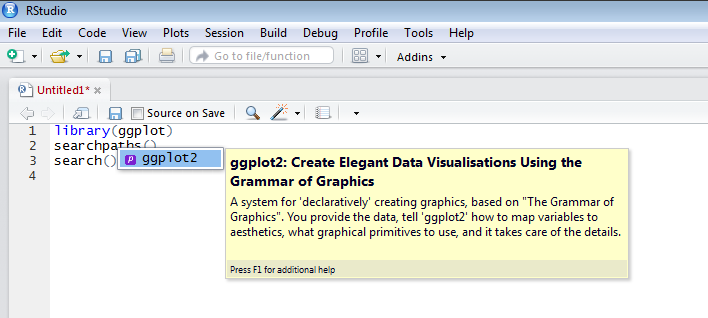 RStudio
File Edit Code View Plots Session Build Debug Profile Tools Help
Go to file/function Addins
Untitled1*
Source on Save
1 library(ggplot)
2 searchpaths()
3 search()
4
p ggplot2
ggplot2: Create Elegant Data Visualisations Using the
Grammar of Graphics
A system for 'declaratively' creating graphics, based on "The Grammar of
Graphics". You provide the data, tell 'ggplot2' how to map variables to
aesthetics, what graphical primitives to use, and it takes care of the details.
Press F1 for additional help